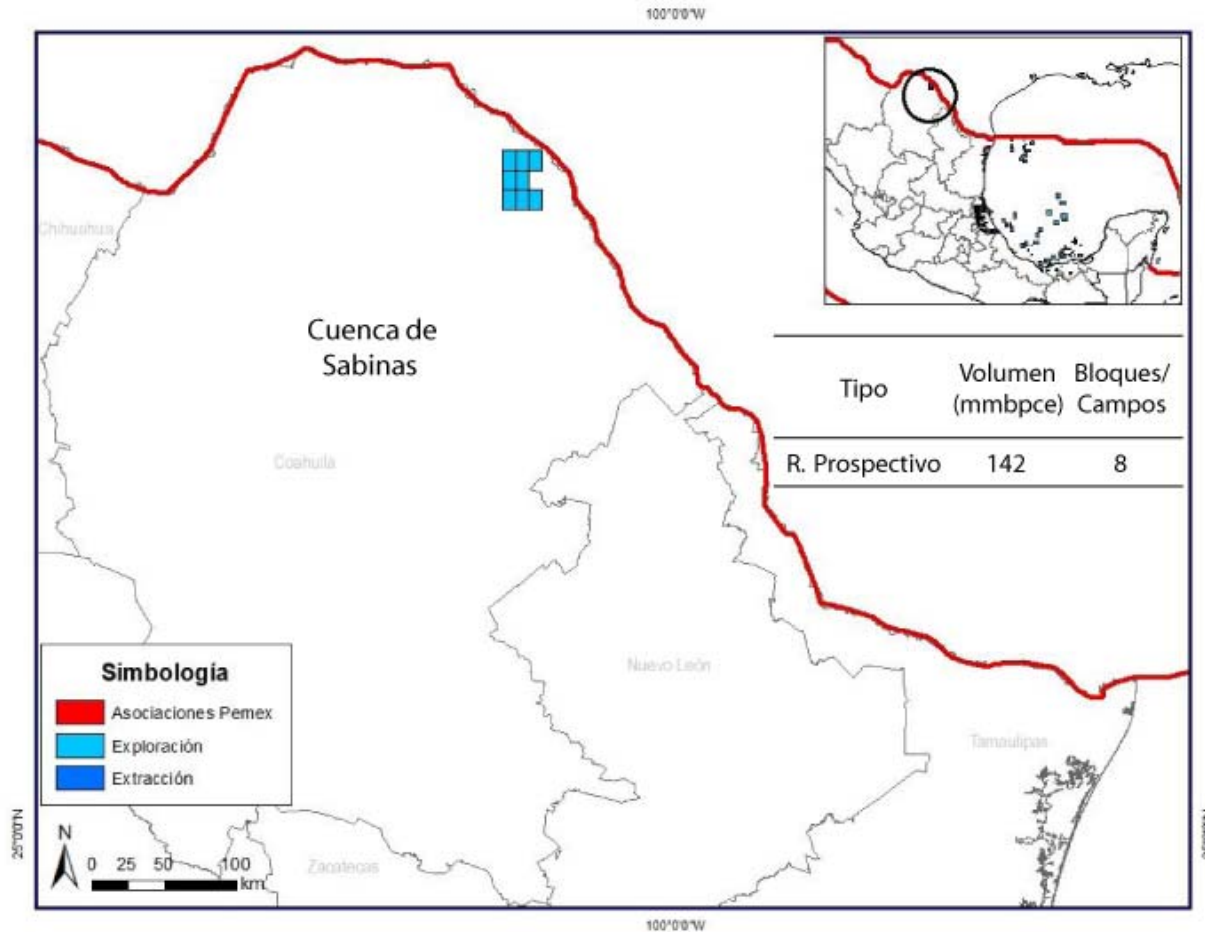 100°0'0"W
Chihuahua
Cuenca de
Sabinas
Coahuila
Nuevo León
Tamaulipas
Zacatecas
Tipo
Volumen
(mmbpce)
Bloques/
Campos
R. Prospectivo 142 8
Simbología
Asociaciones Pemex
Exploración
Extracción
N
0 25 50 100
km
25°0'0"N
100°0'0"W